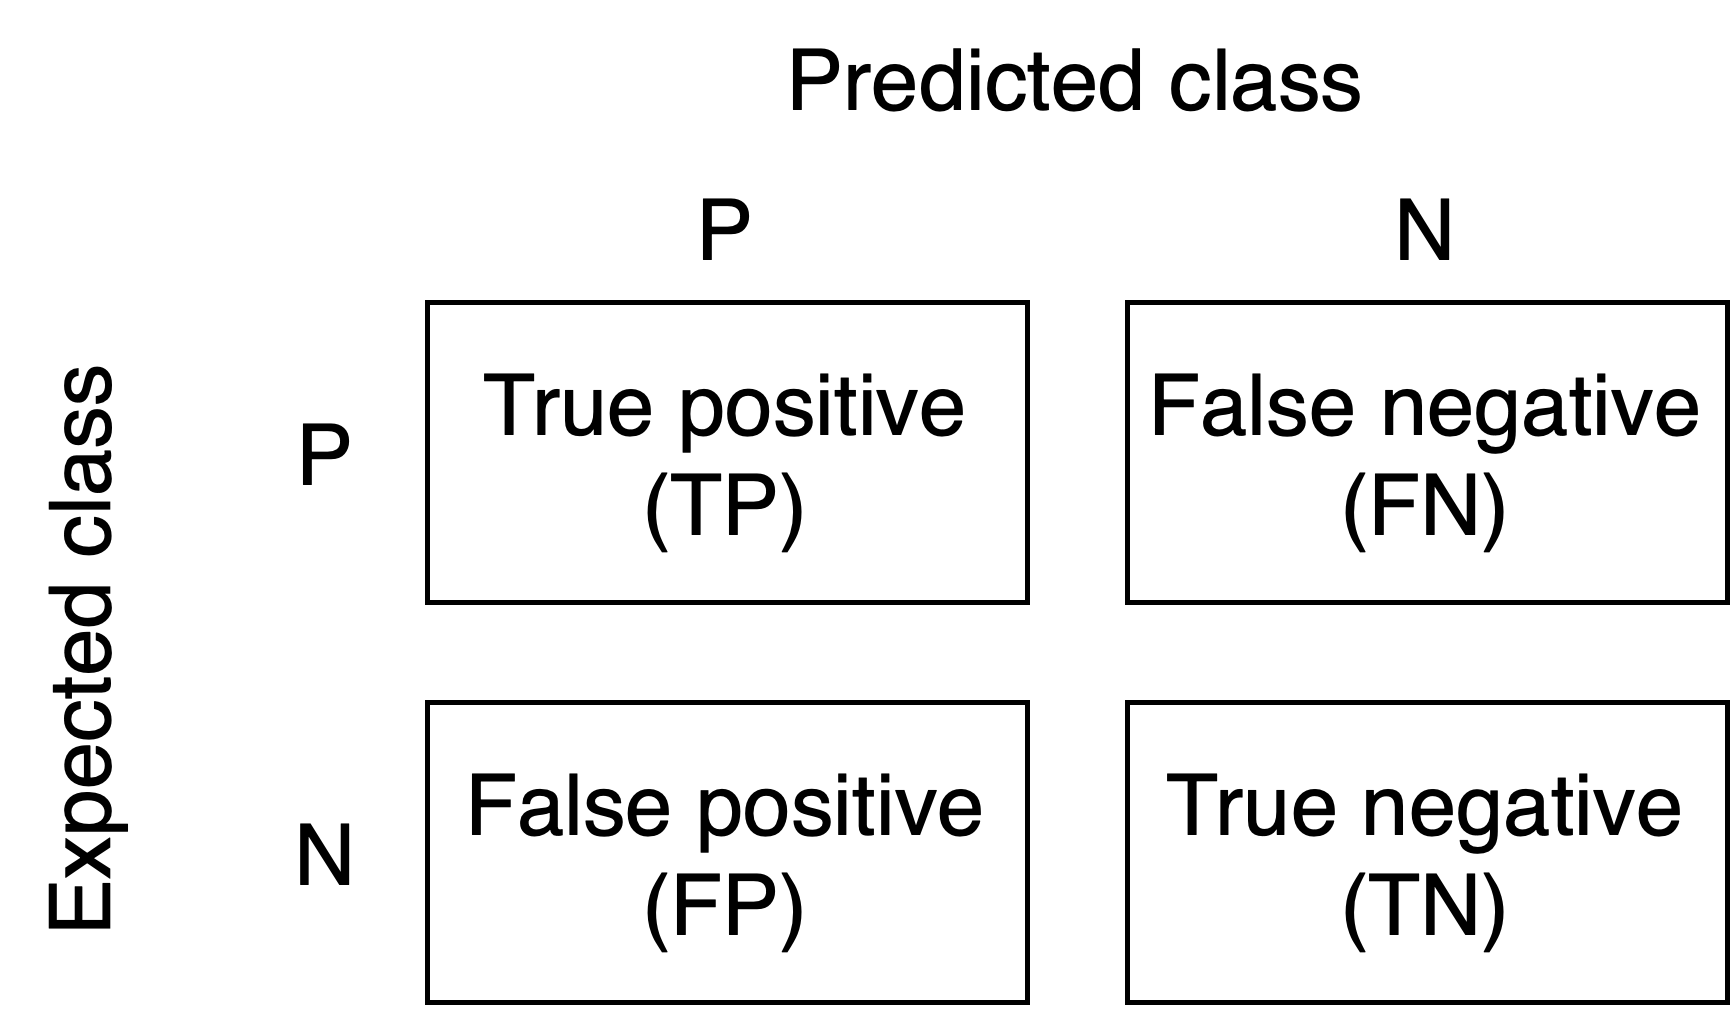 Predicted class
P
N
Expected class
P
True positive
(TP)
False negative
(FN)
N
False positive
(FP)
True negative
(TN)